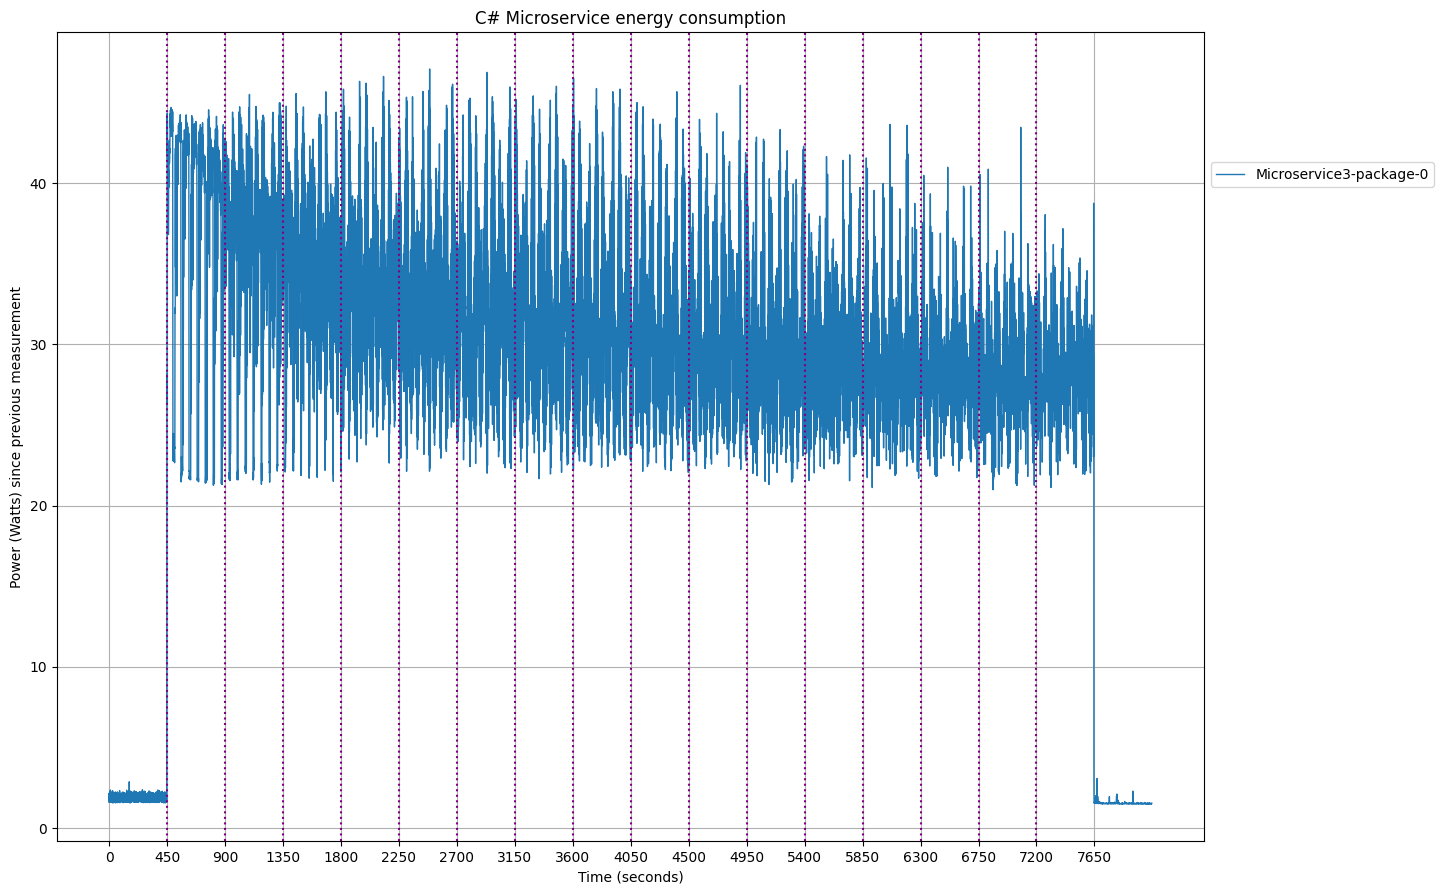 C# Microservice energy consumption
Power (Watts) since previous measurement
40
30
20
10
0
Microservice3-package-0
0 450 900 1350 1800 2250 2700 3150 3600 4050 4500 4950 5400 5850 6300 6750 7200 7650
Time (seconds)